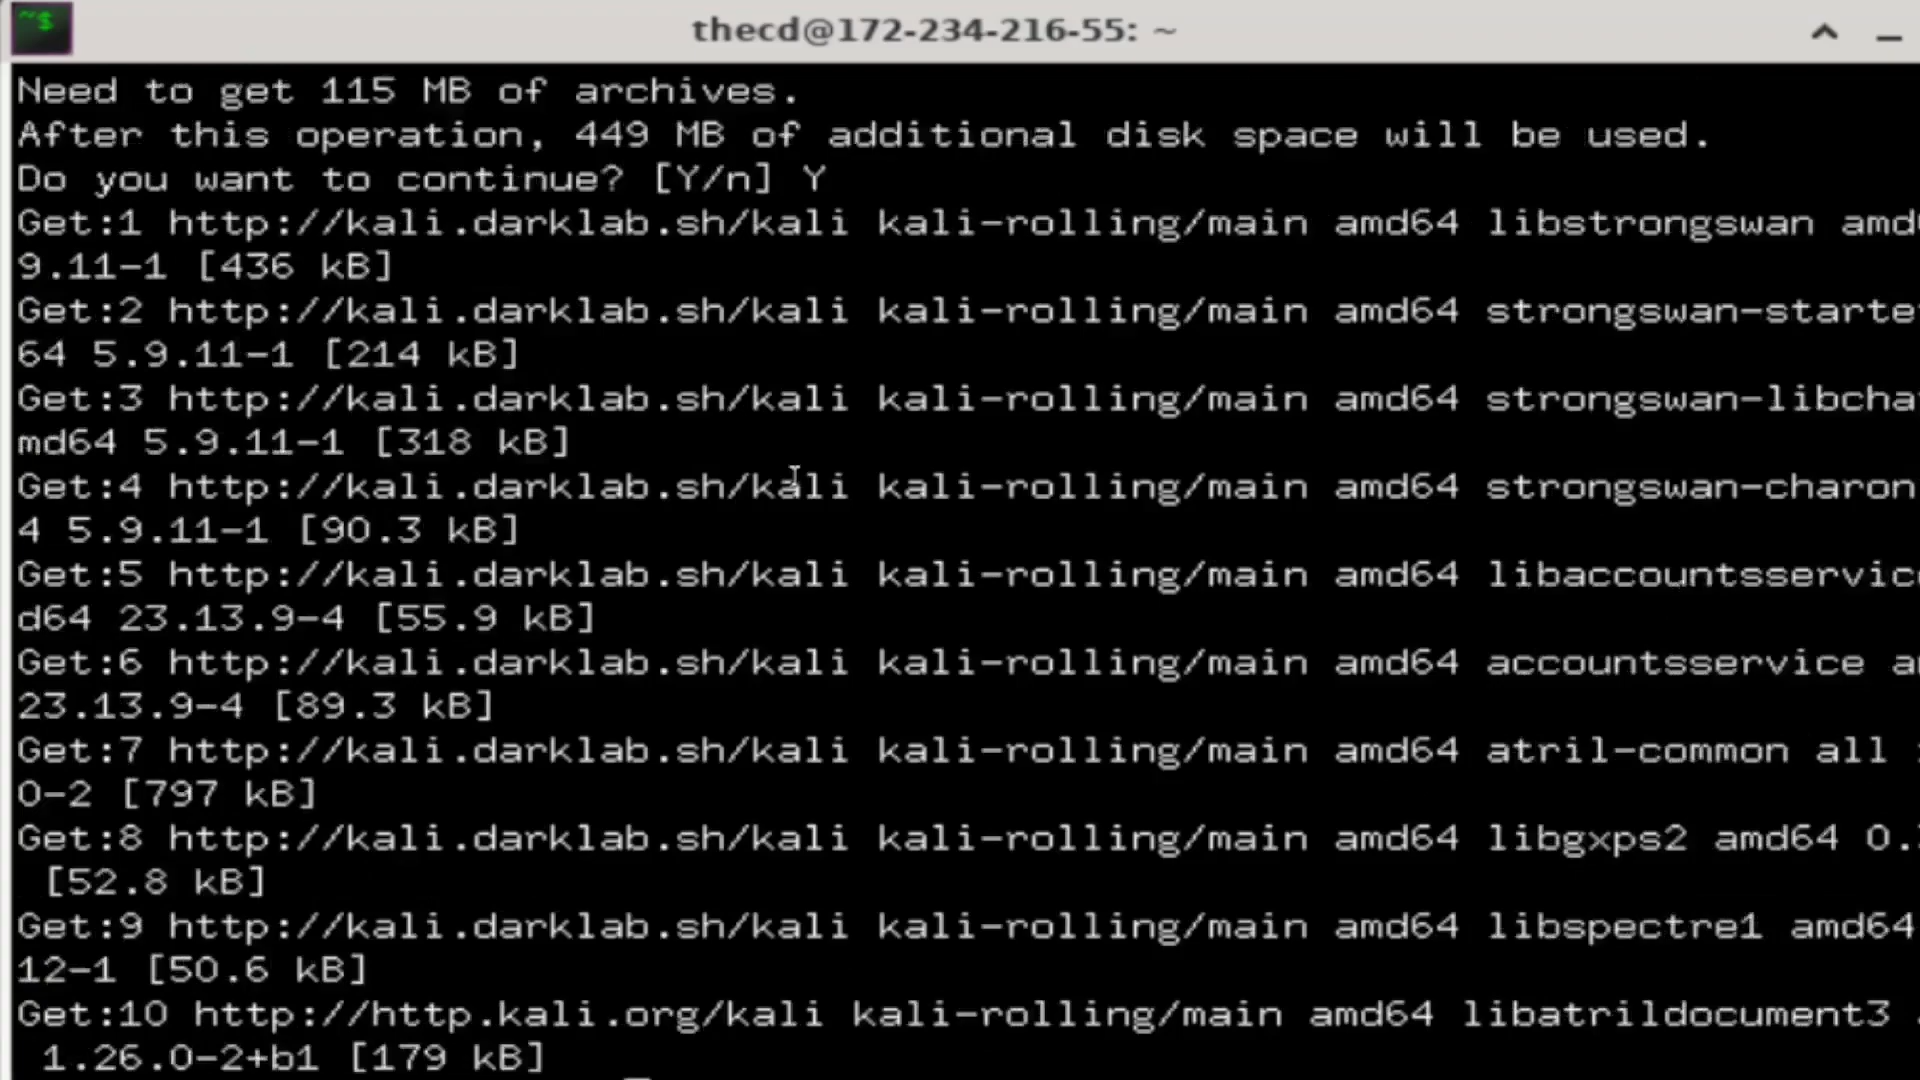 ~$
thecd@172-234-216-55: ~
Need to get 115 MB of archives.
After this operation, 449 MB of additional disk space will be used.
Do you want to continue? [Y/n] Y
Get:1 http://kali.darklab.sh/kali kali-rolling/main amd64 libstrongswan
9.11-1 [436 kB]
Get:2 http://kali.darklab.sh/kali kali-rolling/main amd64
64 5.9.11-1 [214 kB]
Get:3 http://kali.darklab.sh/kali kali-rolling/main amd64
md64 5.9.11-1 [318 kB]
Get:4 http://kali.darklab.sh/kali kali-rolling/main amd64 strongswan-charon
4 5.9.11-1 [90.3 kB]
Get:5 http://kali.darklab.sh/kali kali-rolling/main amd64
d64 23.13.9-4 [55.9 kB]
Get:6 http://kali.darklab.sh/kali kali-rolling/main amd64 accountsservice
23.13.9-4 [89.3 kB]
Get:7 http://kali.darklab.sh/kali kali-rolling/main amd64 atril-common all
0-2 [797 kB]
Get:8 http://kali.darklab.sh/kali kali-rolling/main amd64 libgxps2 amd64 0.
[52.8 kB]
Get:9 http://kali.darklab.sh/kali kali-rolling/main amd64 libspectre1 amd64
12-1 [50.6 kB]
Get:10 http://http.kali.org/kali kali-rolling/main amd64 libatrildocument3
1.26.0-2+b1 [179 kB]